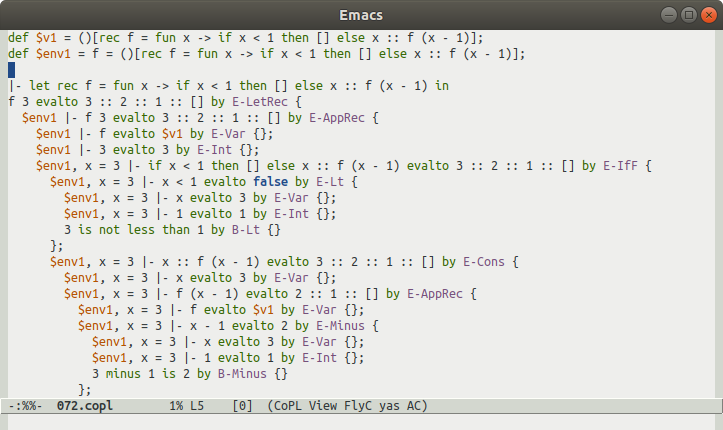 Emacs
def $v1 = ()[rec f = fun x -> if x < 1 then [] else x :: f (x - 1)];
def $env1 = f = ()[rec f = fun x -> if x < 1 then [] else x :: f (x - 1)];
|- let rec f = fun x -> if x < 1 then [] else x :: f (x - 1) in
f 3 evalto 3 :: 2 :: 1 :: [] by E-LetRec {
  $env1 |- f 3 evalto 3 :: 2 :: 1 :: [] by E-AppRec {
    $env1 |- f evalto $v1 by E-Var {};
    $env1 |- 3 evalto 3 by E-Int {};
    $env1, x = 3 |- if x < 1 then [] else x :: f (x - 1) evalto 3 :: 2 :: 1 :: [] by E-IfF {
      $env1, x = 3 |- x < 1 evalto false by E-Lt {
        $env1, x = 3 |- x evalto 3 by E-Var {};
        $env1, x = 3 |- 1 evalto 1 by E-Int {};
        3 is not less than 1 by B-Lt {}
      };
      $env1, x = 3 |- x :: f (x - 1) evalto 3 :: 2 :: 1 :: [] by E-Cons {
        $env1, x = 3 |- x evalto 3 by E-Var {};
        $env1, x = 3 |- f (x - 1) evalto 2 :: 1 :: [] by E-AppRec {
          $env1, x = 3 |- f evalto $v1 by E-Var {};
          $env1, x = 3 |- x - 1 evalto 2 by E-Minus {
            $env1, x = 3 |- x evalto 3 by E-Var {};
            $env1, x = 3 |- 1 evalto 1 by E-Int {};
            3 minus 1 is 2 by B-Minus {}
          };
-:%%-  072.copl        1% L5    [0]  (CoPL View FlyC yas AC)